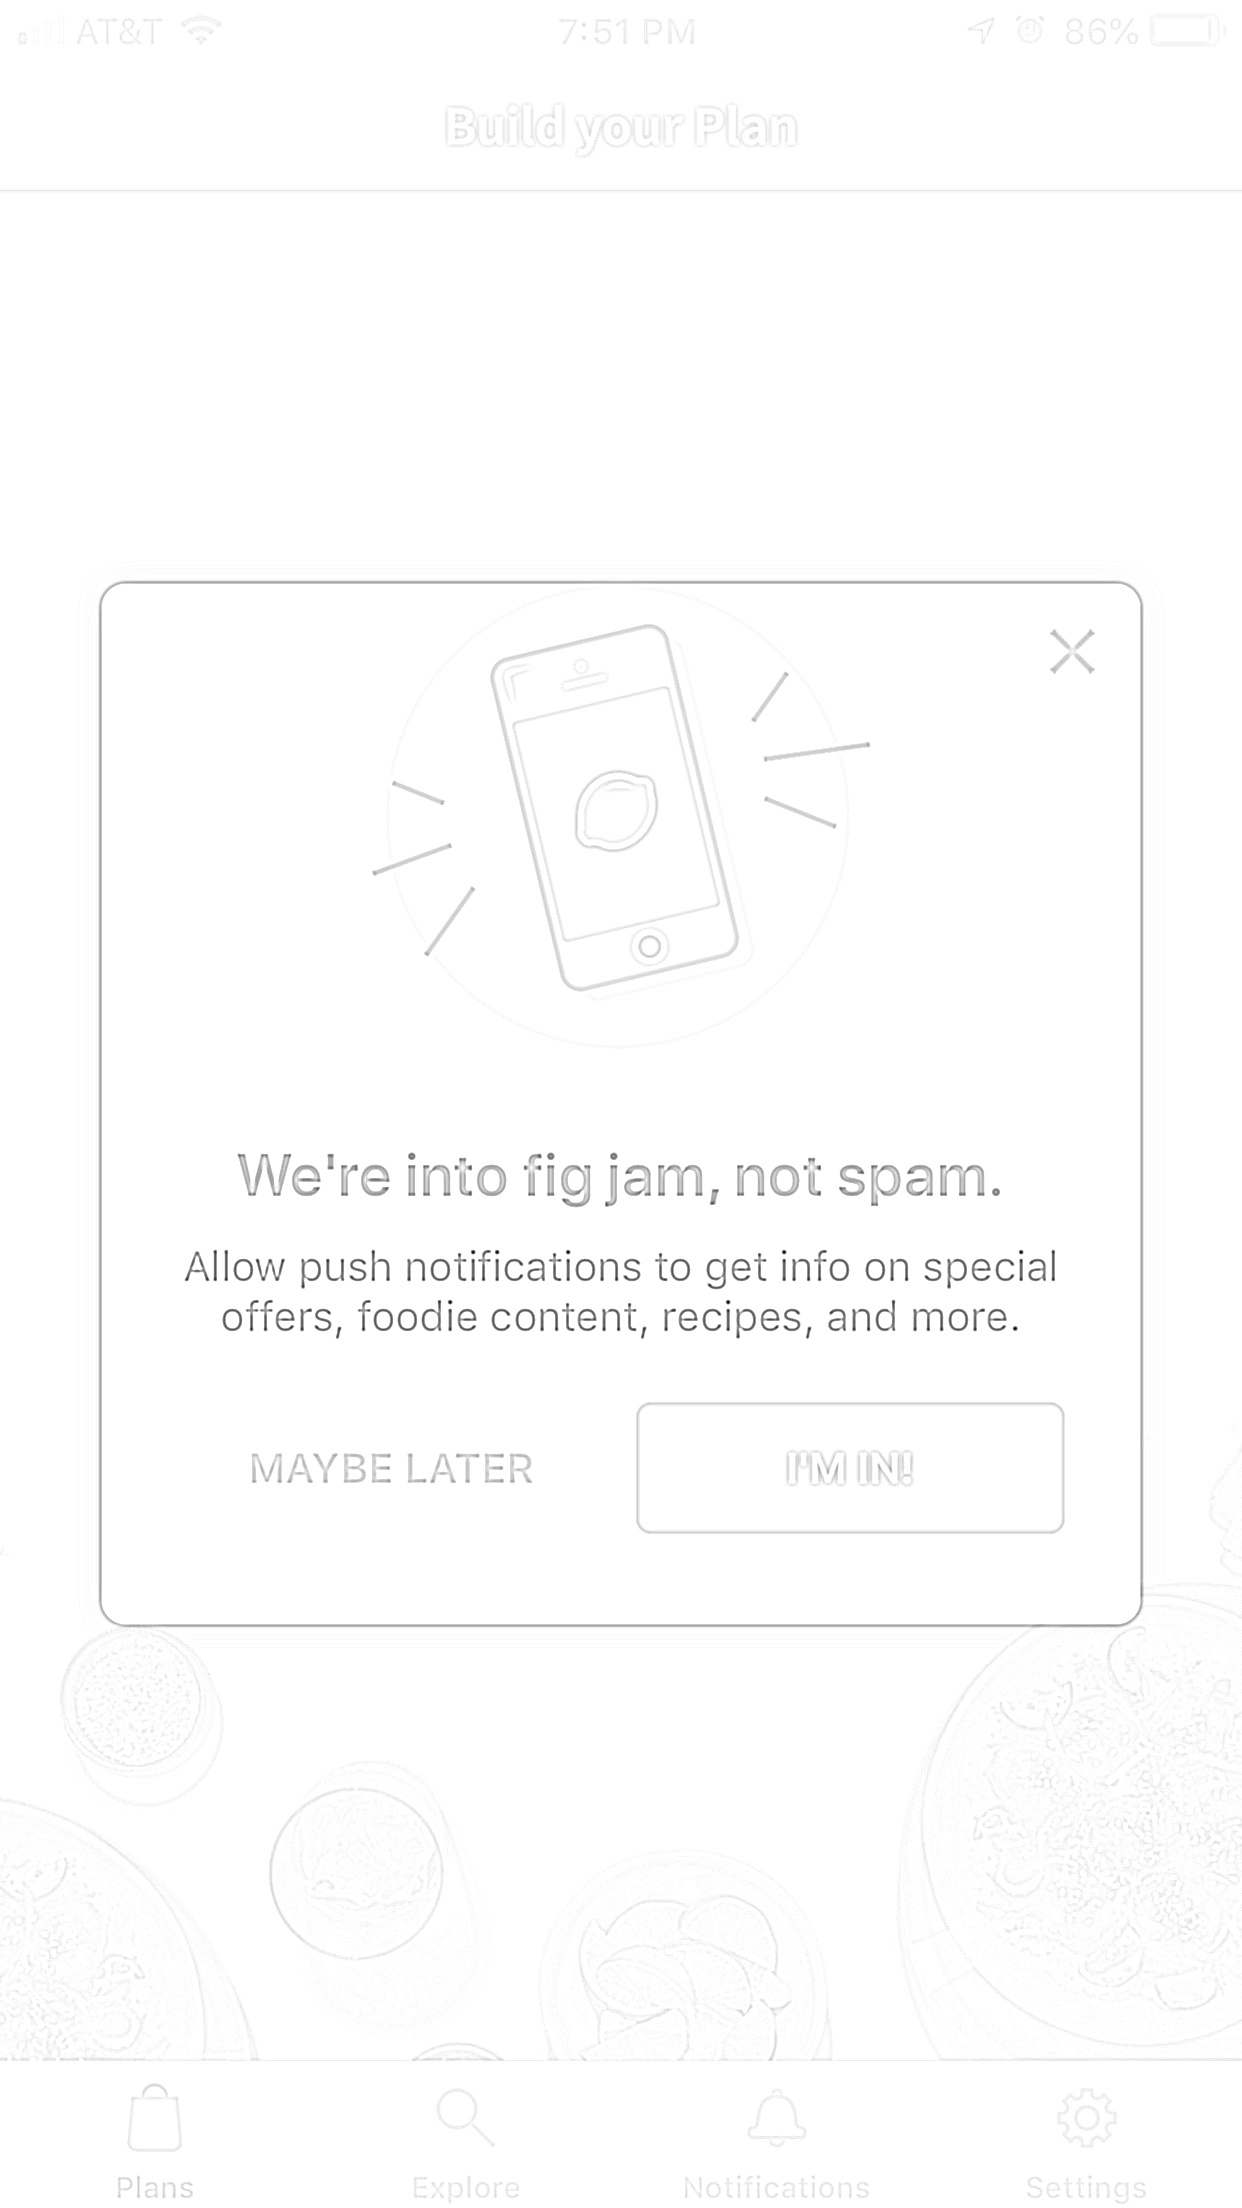 AT&T 7:51 PM 86%
Build your Plan
We're into fig jam, not spam.
Allow push notifications to get info on special
offers, foodie content, recipes, and more.
MAYBE LATER I'M IN!
Plans Explore Notifications Settings